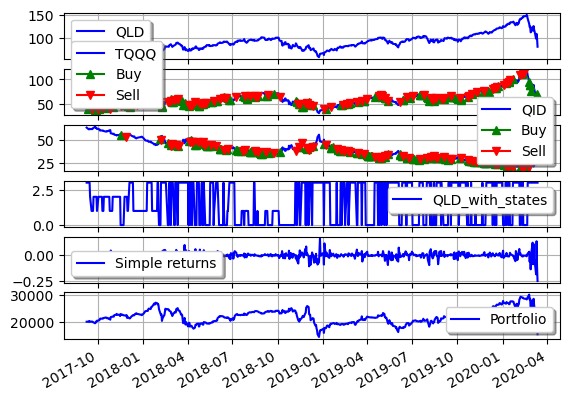 150
100
QLD
TQQQ
Buy
Sell
100
50
QID
Buy
Sell
50
25
2.5
0.0
QLD_with_states
0.00
−0.25
Simple returns
30000
20000
Portfolio
2017-10
2018-01
2018-04
2018-07
2018-10
2019-01
2019-04
2019-07
2019-10
2020-01
2020-04